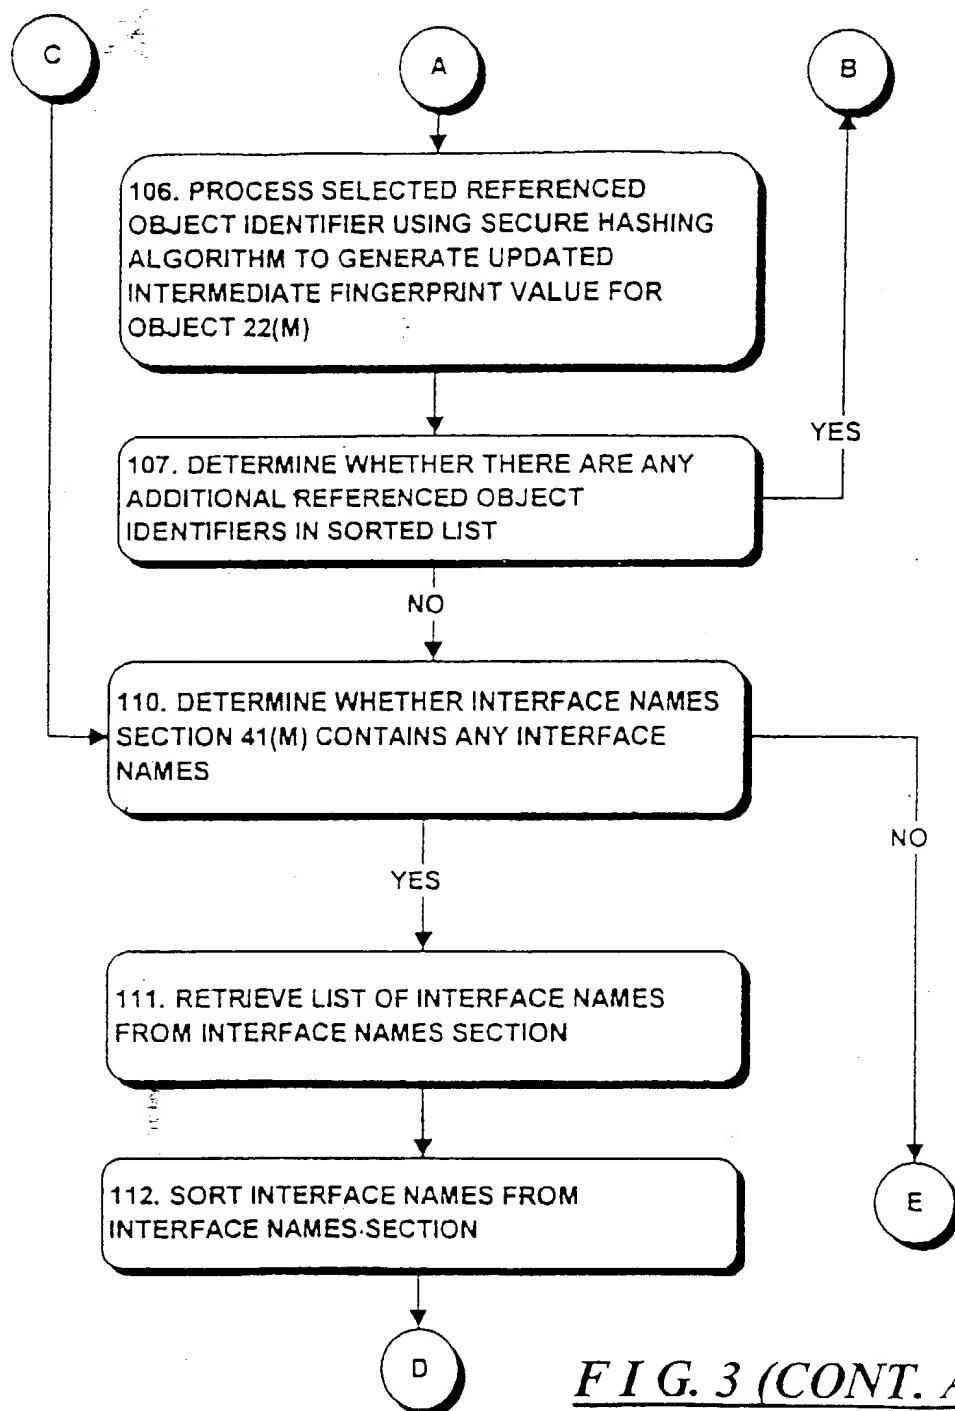 C
A
B
106. PROCESS SELECTED REFERENCED
OBJECT IDENTIFIER USING SECURE HASHING
ALGORITHM TO GENERATE UPDATED
INTERMEDIATE FINGERPRINT VALUE FOR
OBJECT 22(M)
YES
107. DETERMINE WHETHER THERE ARE ANY
ADDITIONAL REFERENCED OBJECT
IDENTIFIERS IN SORTED LIST
NO
110. DETERMINE WHETHER INTERFACE NAMES
SECTION 41(M) CONTAINS ANY INTERFACE
NAMES
NO
YES
111. RETRIEVE LIST OF INTERFACE NAMES
FROM INTERFACE NAMES SECTION
112. SORT INTERFACE NAMES FROM
INTERFACE NAMES SECTION
E
D
FIG. 3 (CONT. A